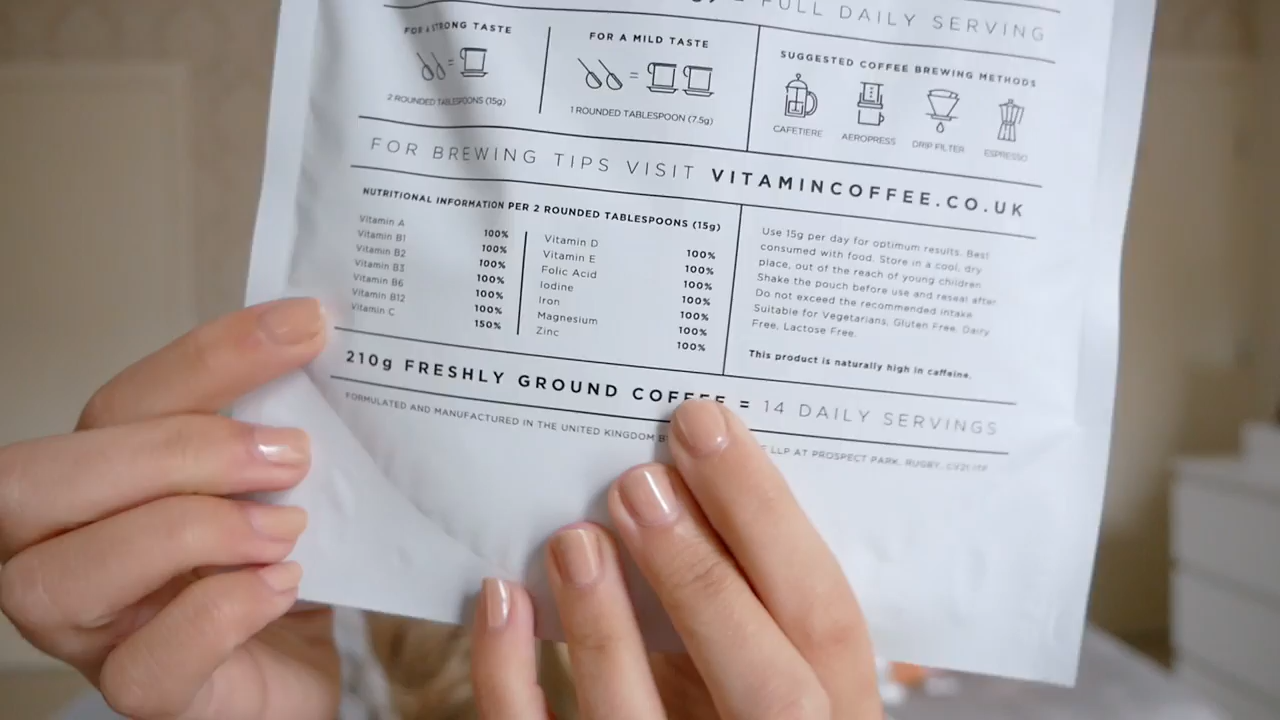 FULL DAILY SERVING
FOR A STRONG TASTE
=
2 ROUNDED TABLESPOONS (15g)
FOR A MILD TASTE
=
1 ROUNDED TABLESPOON (7.5g)
SUGGESTED COFFEE BREWING METHODS
CAFETIERE AEROPRESS DRIP FILTER ESPRESSO
FOR BREWING TIPS VISIT VITAMINCOFFEE.CO.UK
NUTRITIONAL INFORMATION PER 2 ROUNDED TABLESPOONS (15g)
Vitamin A 100%
Vitamin B1 100%
Vitamin B2 100%
Vitamin B3 100%
Vitamin B6 100%
Vitamin B12 100%
Vitamin C 150%
Vitamin D 100%
Vitamin E 100%
Folic Acid 100%
Iodine 100%
Iron 100%
Magnesium 100%
Zinc 100%
Use 15g per day for optimum results. Best
consumed with food. Store in a cool, dry
place, out of the reach of young children.
Shake the pouch before use and reseal after.
Do not exceed the recommended intake.
Suitable for Vegetarians, Gluten Free, Dairy
Free, Lactose Free.
This product is naturally high in caffeine.
210g FRESHLY GROUND COFFEE = 14 DAILY SERVINGS
FORMULATED AND MANUFACTURED IN THE UNITED KINGDOM LLP AT PROSPECT PARK, RUGBY,